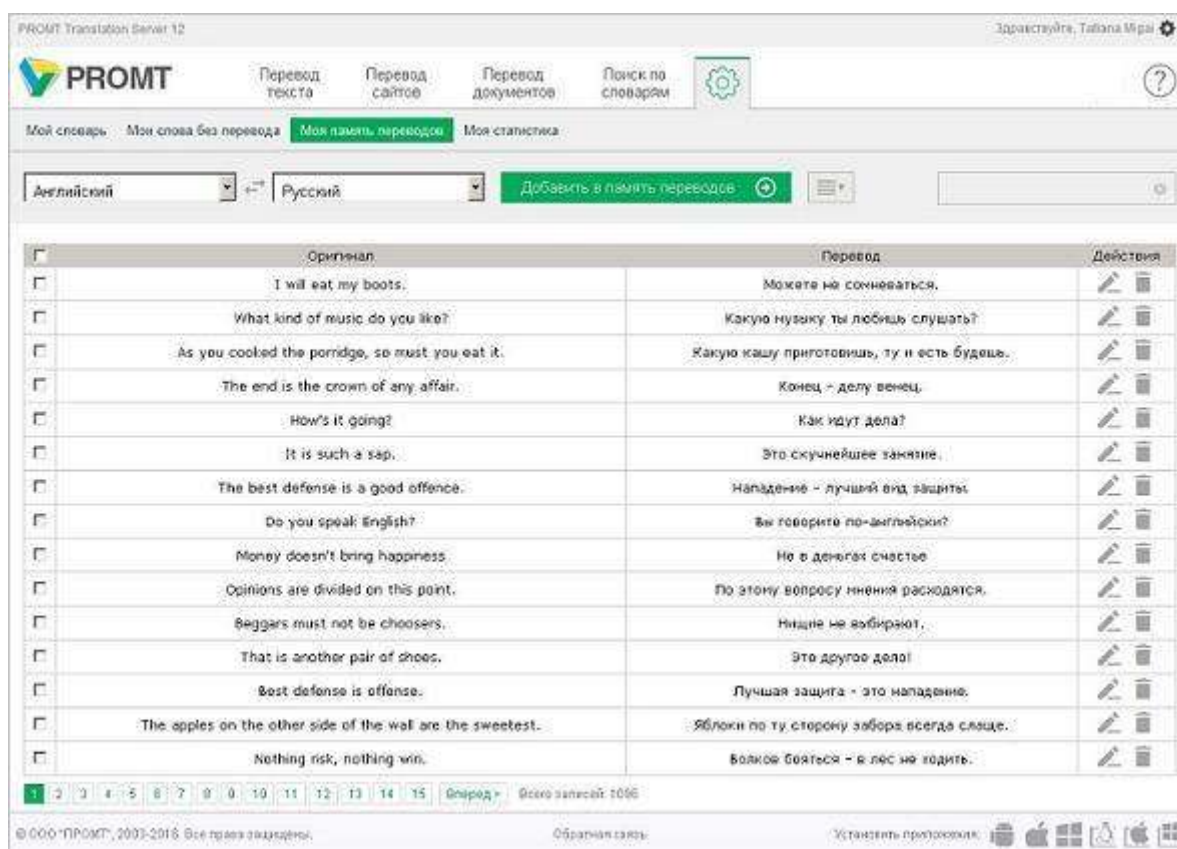 PROMT Translation Server 12 Здравствуйте, Tatiana
PROMT Перевод текста Перевод сайтов Перевод документов Поиск по словарям ?
Мой словарь Мои слова без перевода Моя память переводов Моя статистика
Английский Русский Добавить в память переводов
Оригинал Перевод Действия
I will eat my boots. Можете не сомневаться.
What kind of music do you like? Какую музыку ты любишь слушать?
As you cooked the porridge, so must you eat it. Какую кашу приготовишь, ту и есть будешь.
The end is the crown of any affair. Конец - делу венец.
How's it going? Как идут дела?
It is such a sap. Это скучнейшее занятие.
The best defense is a good offence. Нападение - лучший вид защиты.
Do you speak English? Вы говорите по-английски?
Money doesn't bring happiness Не в деньгах счастье
Opinions are divided on this point. По этому вопросу мнения расходятся.
Beggars must not be choosers. Нищие не выбирают.
That is another pair of shoes. Это другое дело!
Best defense is offense. Лучшая защита - это нападение.
The apples on the other side of the wall are the sweetest. Яблоки по ту сторону забора всегда слаще.
Nothing risk, nothing win. Волков бояться - в лес не ходить.
1 2 3 4 5 6 7 8 9 10 11 12 13 14 15 Вперед > Всего записей: 1096
© ООО "ПРОМТ", 2003-2016. Все права защищены. Обратная связь Установить приложения: